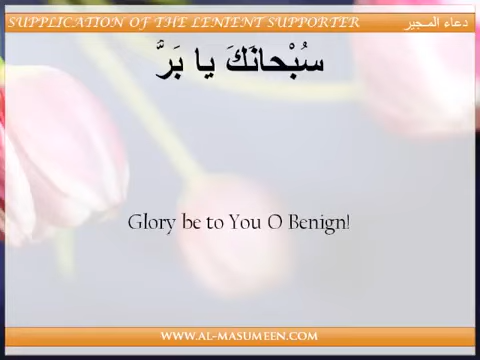 SUPPLICATION OF THE LENIENT SUPPORTER دعاء المجير
سُبْحانَكَ يا بَرَّ
Glory be to You O Benign!
WWW.AL-MASUMEEN.COM